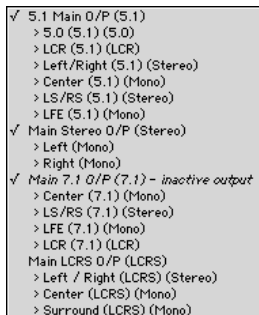 √ 5.1 Main O/P (5.1)
> 5.0 (5.1) (5.0)
> LCR (5.1) (LCR)
> Left/Right (5.1) (Stereo)
> Center (5.1) (Mono)
> LS/RS (5.1) (Stereo)
> LFE (5.1) (Mono)
√ Main Stereo O/P (Stereo)
> Left (Mono)
> Right (Mono)
√ Main 7.1 O/P (7.1) - inactive output
> Center (7.1) (Mono)
> LS/RS (7.1) (Stereo)
> LFE (7.1) (Mono)
> LCR (7.1) (LCR)
Main LCRS O/P (LCRS)
> Left / Right (LCRS) (Stereo)
> Center (LCRS) (Mono)
> Surround (LCRS) (Mono)